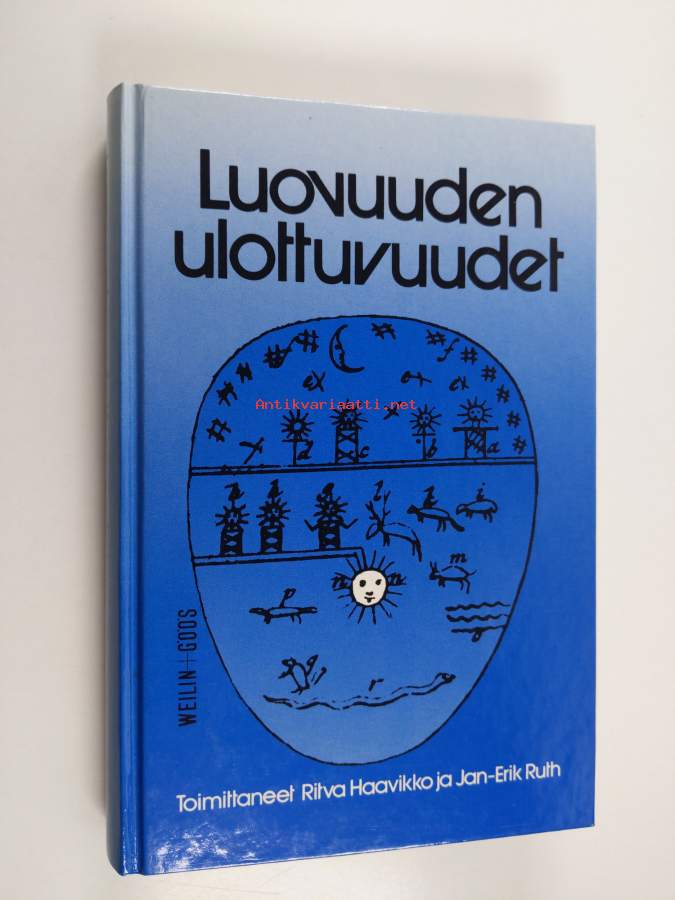 Luovuuden
ulottuvuudet
Antikvariaatti.net
WEILIN+GÖÖS
Toimittaneet Ritva Haavikko ja Jan-Erik Ruth